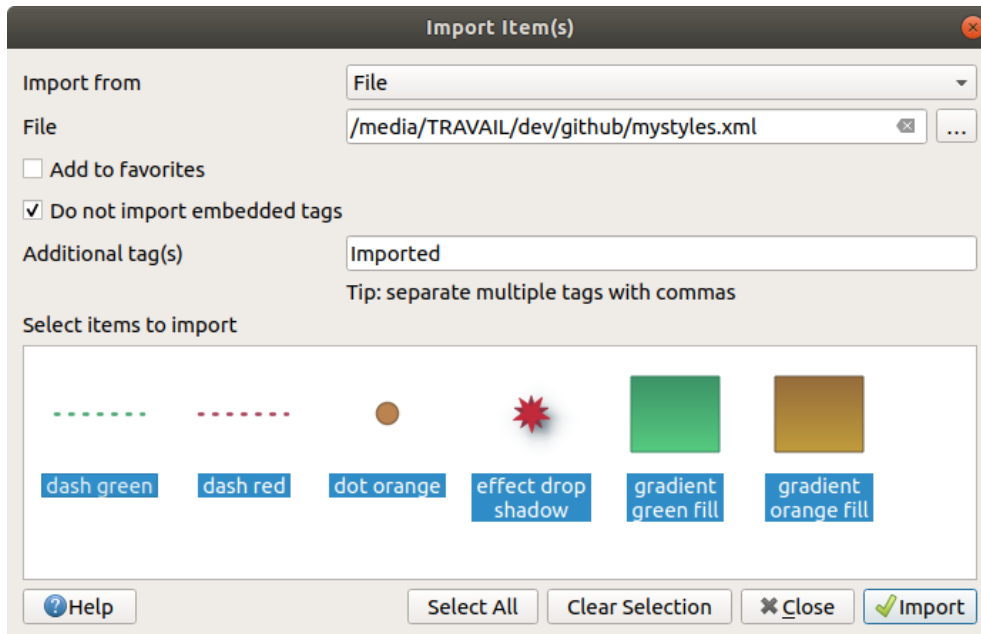 Import Item(s)
Import from
File
File
/media/TRAVAIL/dev/github/mystyles.xml
...
Add to favorites
Do not import embedded tags
Additional tag(s)
Imported
Tip: separate multiple tags with commas
Select items to import
dash green
dash red
dot orange
effect drop
shadow
gradient
green fill
gradient
orange fill
Help
Select All
Clear Selection
Close
Import